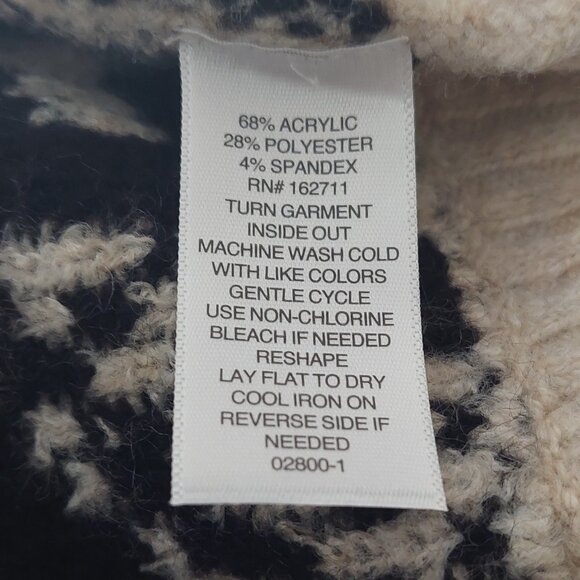 68% ACRYLIC
28% POLYESTER
4% SPANDEX
RN# 162711
TURN GARMENT
INSIDE OUT
MACHINE WASH COLD
WITH LIKE COLORS
GENTLE CYCLE
USE NON-CHLORINE
BLEACH IF NEEDED
RESHAPE
LAY FLAT TO DRY
COOL IRON ON
REVERSE SIDE IF
NEEDED
02800-1